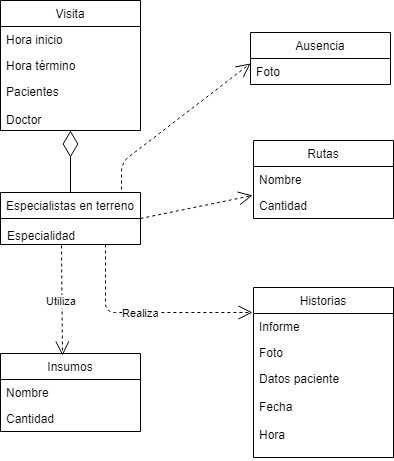 Visita
Hora inicio
Hora término
Pacientes
Doctor
Ausencia
Foto
Rutas
Nombre
Cantidad
Especialistas en terreno
Especialidad
Utiliza
Realiza
Historias
Informe
Foto
Datos paciente
Fecha
Hora
Insumos
Nombre
Cantidad